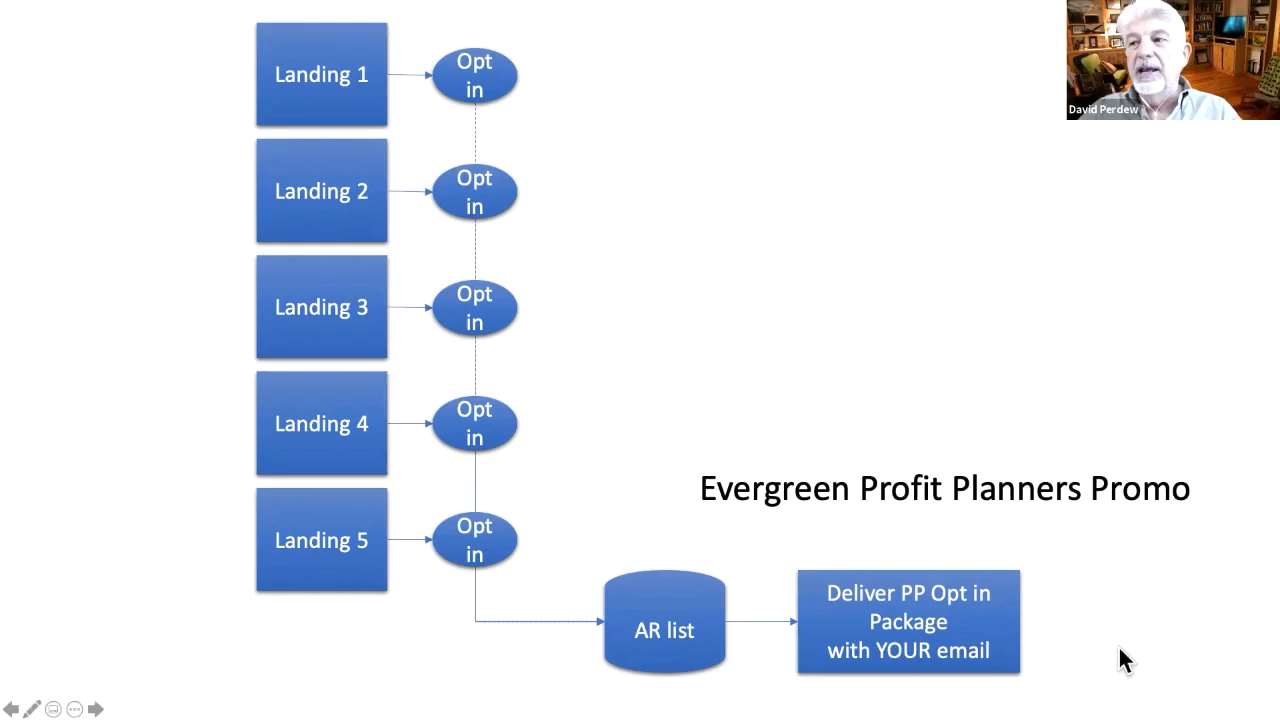 Landing 1
Opt
in
David Perdew
Landing 2
Opt
in
Landing 3
Opt
in
Landing 4
Opt
in
Evergreen Profit Planners Promo
Landing 5
Opt
in
AR list
Deliver PP Opt in
Package
with YOUR email